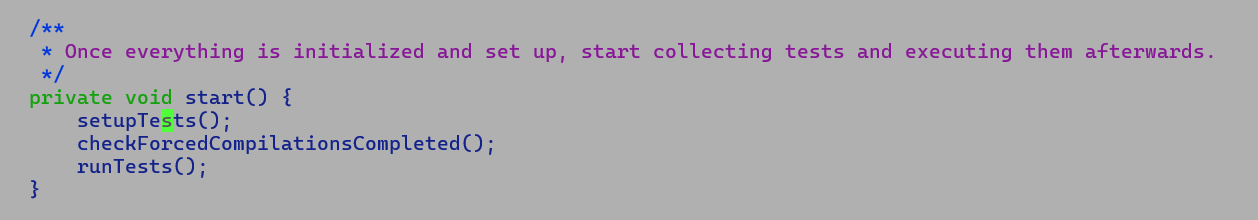 /**
 * Once everything is initialized and set up, start collecting tests and executing them afterwards.
 */
private void start() {
    setupTests();
    checkForcedCompilationsCompleted();
    runTests();
}